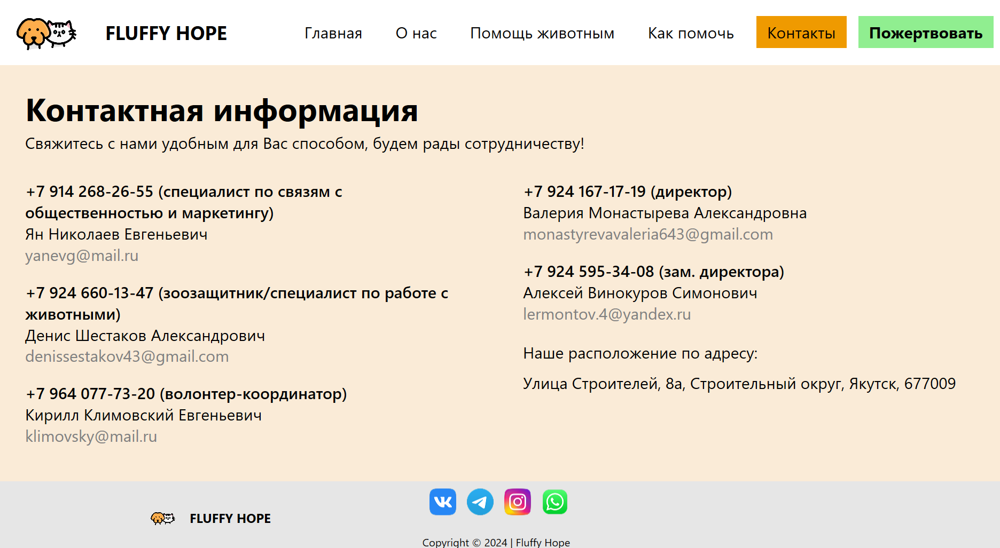 FLUFFY HOPE
Главная
О нас
Помощь животным
Как помочь
Контакты
Пожертвовать
Контактная информация
Свяжитесь с нами удобным для Вас способом, будем рады сотрудничеству!
+7 914 268-26-55 (специалист по связям с
общественностью и маркетингу)
Ян Николаев Евгеньевич
yanevg@mail.ru
+7 924 660-13-47 (зоозащитник/специалист по работе с
животными)
Денис Шестаков Александрович
denissestakov43@gmail.com
+7 964 077-73-20 (волонтер-координатор)
Кирилл Климовский Евгеньевич
klimovsky@mail.ru
+7 924 167-17-19 (директор)
Валерия Монастырева Александровна
monastyrevavaleria643@gmail.com
+7 924 595-34-08 (зам. директора)
Алексей Винокуров Симонович
lermontov.4@yandex.ru
Наше расположение по адресу:
Улица Строителей, 8а, Строительный округ, Якутск, 677009
FLUFFY HOPE
Copyright © 2024 | Fluffy Hope